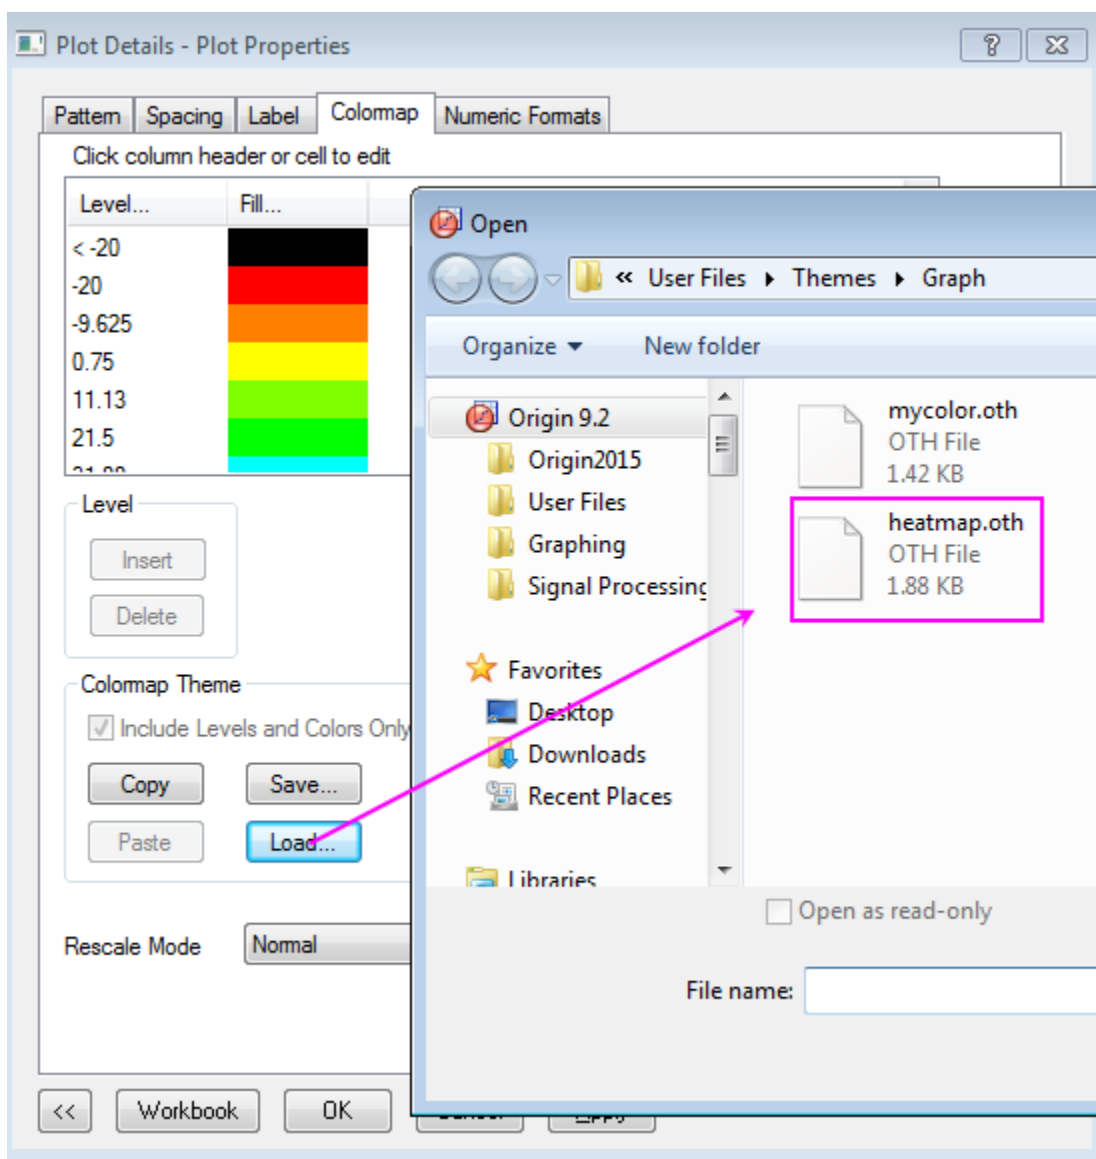 Plot Details - Plot Properties
Pattern Spacing Label Colormap Numeric Formats
Click column header or cell to edit
Level... Fill...
< -20
-20
-9.625
0.75
11.13
21.5
Level
Insert
Delete
Colormap Theme
Include Levels and Colors Only
Copy Save...
Paste Load...
Rescale Mode Normal
<< Workbook OK
Open
« User Files Themes Graph
Organize New folder
Origin 9.2
Origin2015
User Files
Graphing
Signal Processing
Favorites
Desktop
Downloads
Recent Places
Libraries
mycolor.oth
OTH File
1.42 KB
heatmap.oth
OTH File
1.88 KB
Open as read-only
File name: